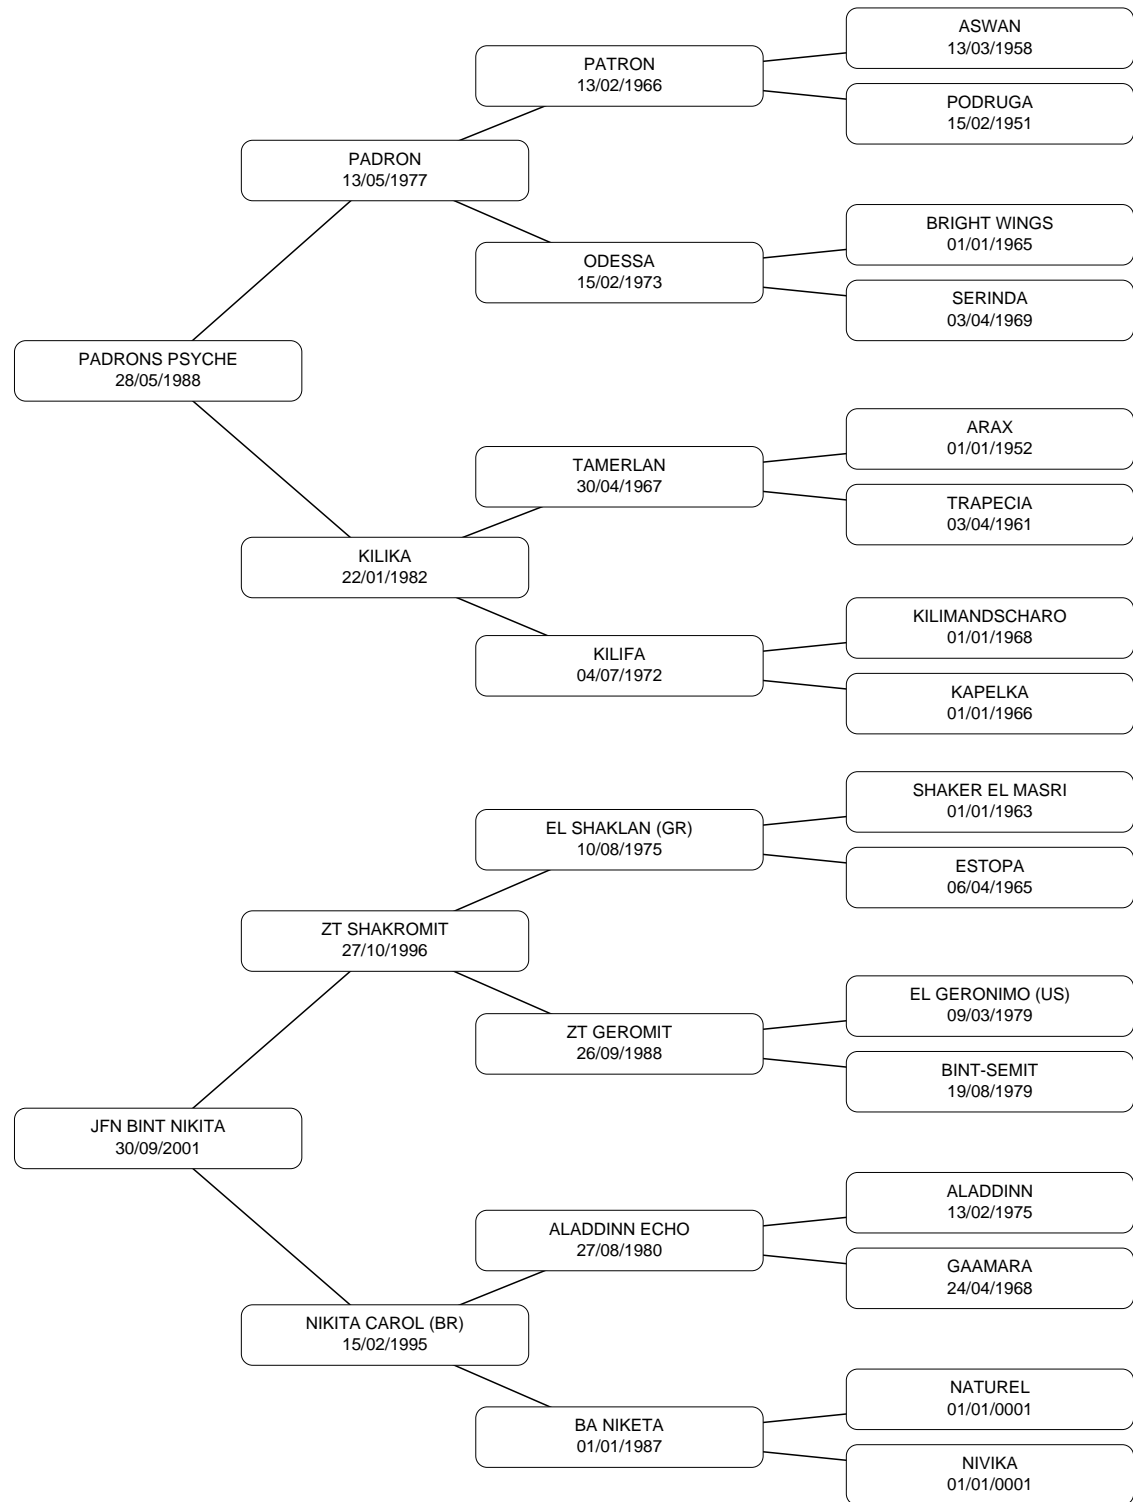 ASWAN
13/03/1958
PATRON
13/02/1966
PODRUGA
15/02/1951
PADRON
13/05/1977
BRIGHT WINGS
01/01/1965
ODESSA
15/02/1973
SERINDA
03/04/1969
PADRONS PSYCHE
28/05/1988
ARAX
01/01/1952
TAMERLAN
30/04/1967
TRAPECIA
03/04/1961
KILIKA
22/01/1982
KILIMANDSCHARO
01/01/1968
KILIFA
04/07/1972
KAPELKA
01/01/1966
SHAKER EL MASRI
01/01/1963
EL SHAKLAN (GR)
10/08/1975
ESTOPA
06/04/1965
ZT SHAKROMIT
27/10/1996
EL GERONIMO (US)
09/03/1979
ZT GEROMIT
26/09/1988
BINT-SEMIT
19/08/1979
JFN BINT NIKITA
30/09/2001
ALADDINN
13/02/1975
ALADDINN ECHO
27/08/1980
GAAMARA
24/04/1968
NIKITA CAROL (BR)
15/02/1995
NATUREL
01/01/0001
BA NIKETA
01/01/1987
NIVIKA
01/01/0001